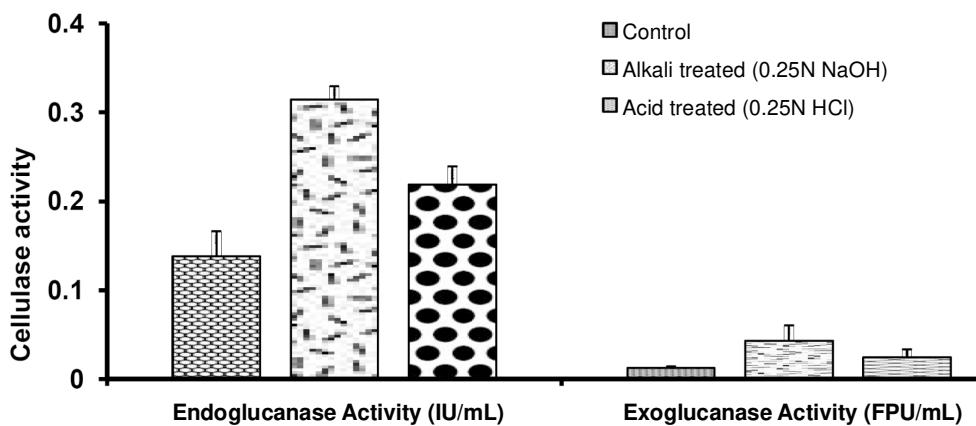 0.4
0.3
0.2
0.1
0
Cellulase activity
Control
Alkali treated (0.25N NaOH)
Acid treated (0.25N HCl)
Endoglucanase Activity (IU/mL)
Exoglucanase Activity (FPU/mL)